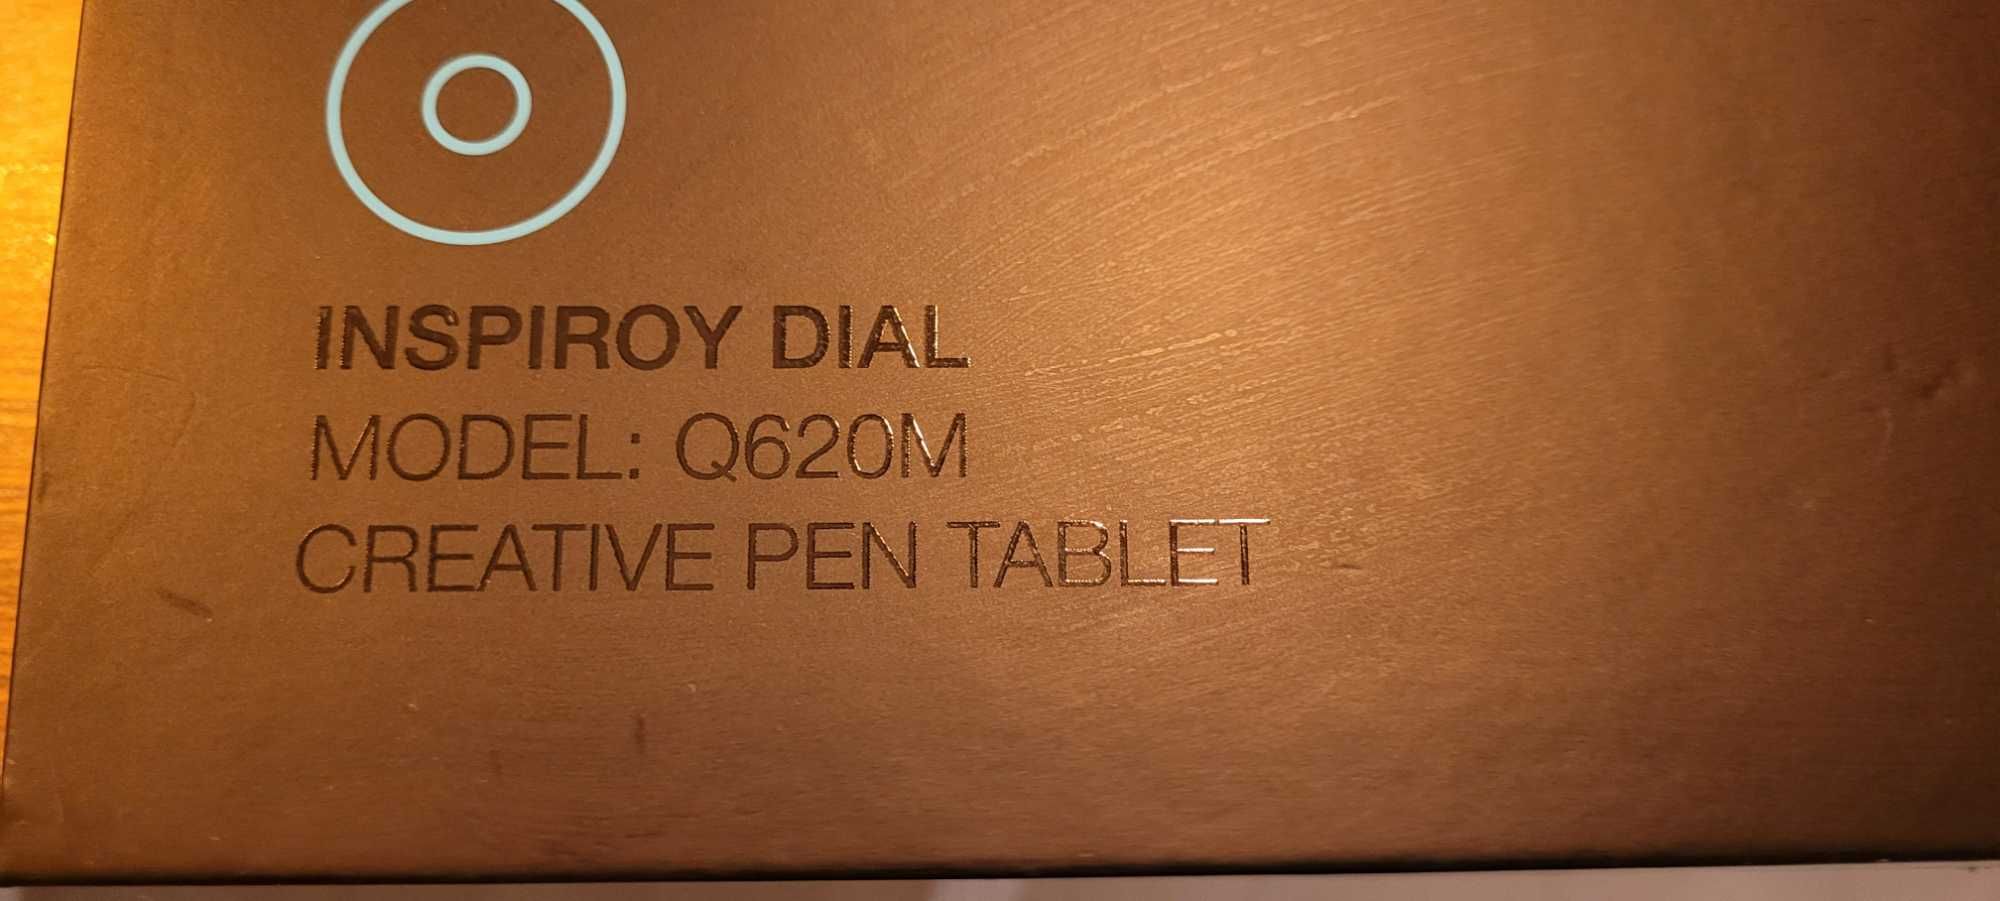 INSPIROY DIAL
MODEL: Q620M
CREATIVE PEN TABLET